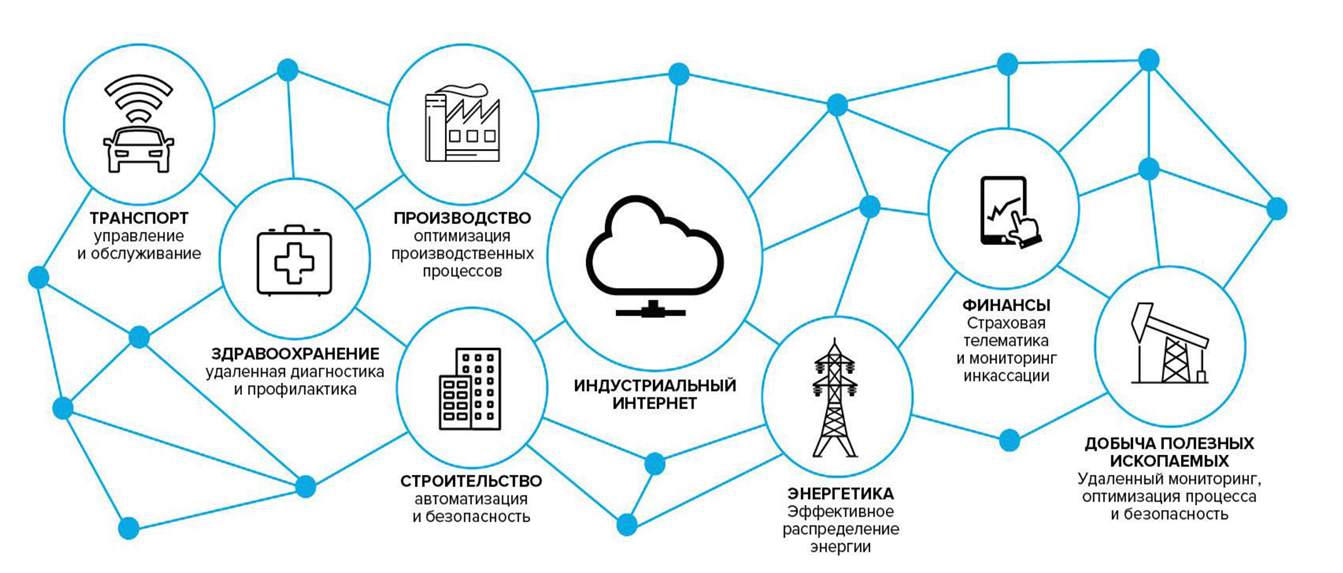 ТРАНСПОРТ
управление
и обслуживание
ЗДРАВООХРАНЕНИЕ
удаленная диагностика
и профилактика
ПРОИЗВОДСТВО
оптимизация
производственных
процессов
СТРОИТЕЛЬСТВО
автоматизация
и безопасность
ИНДУСТРИАЛЬНЫЙ
ИНТЕРНЕТ
ЭНЕРГЕТИКА
Эффективное
распределение
энергии
ФИНАНСЫ
Страховая
телематика
и мониторинг
инкассации
ДОБЫЧА ПОЛЕЗНЫХ
ИСКОПАЕМЫХ
Удаленный мониторинг,
оптимизация процесса
и безопасность